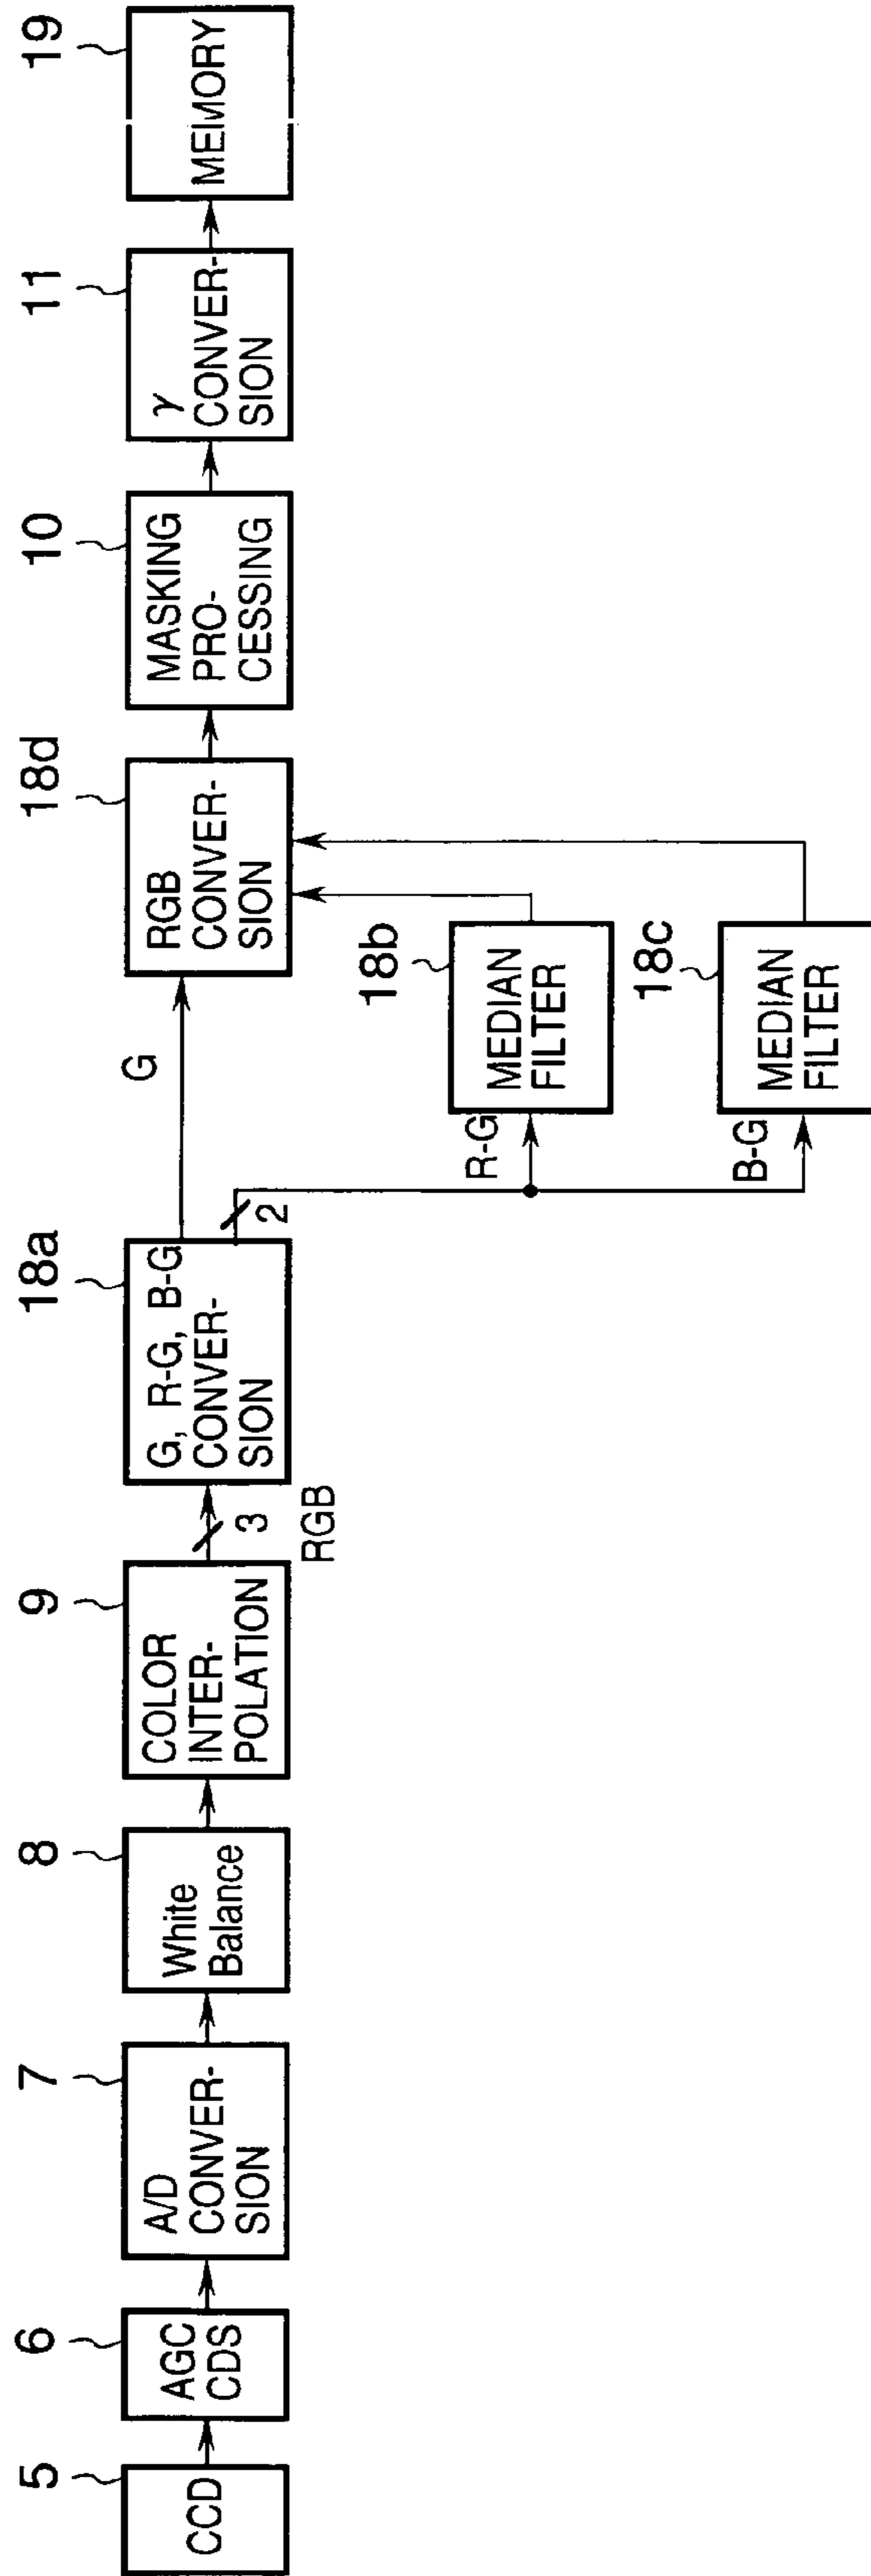 5
CCD
6
AGC
CDS
7
A/D
CONVER-
SION
8
White
Balance
9
COLOR
INTER-
POLATION
3
RGB
18a
G, R-G, B-G
CONVER-
SION
2
G
R-G
18b
MEDIAN
FILTER
B-G
18c
MEDIAN
FILTER
18d
RGB
CONVER-
SION
10
MASKING
PRO-
CESSING
11
γ
CONVER-
SION
19
MEMORY